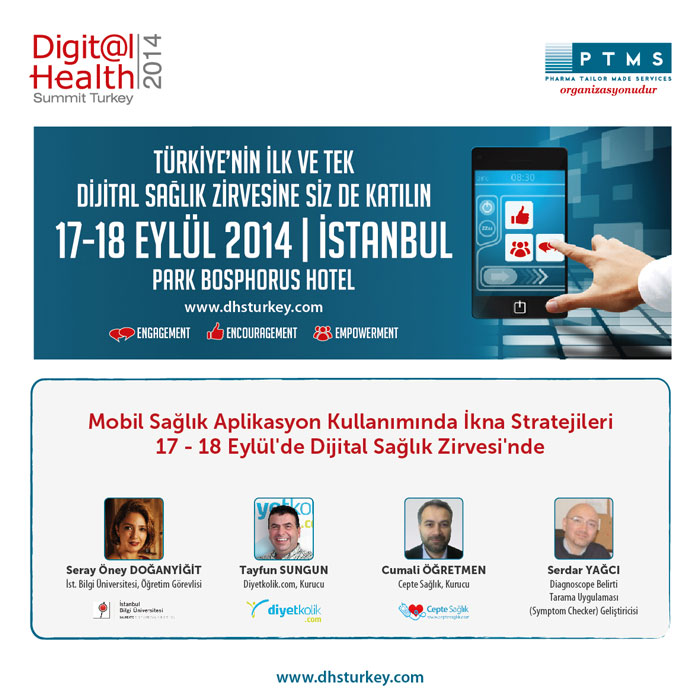 Digit@l
Health
Summit Turkey
2014
PTMS
PHARMA TAILOR MADE SERVICES
organizasyonudur
TÜRKİYE'NİN İLK VE TEK
DİJİTAL SAĞLIK ZİRVESİNE SİZ DE KATILIN
17-18 EYLÜL 2014 | İSTANBUL
PARK BOSPHORUS HOTEL
www.dhsturkey.com
ENGAGEMENT ENCOURAGEMENT EMPOWERMENT
08:30
Mobil Sağlık Aplikasyon Kullanımında İkna Stratejileri
17 - 18 Eylül'de Dijital Sağlık Zirvesi'nde
yetko
.com
Seray Öney DOĞANYİĞİT
İst. Bilgi Üniversitesi, Öğretim Görevlisi
İstanbul
Bilgi Üniversitesi
Tayfun SUNGUN
Diyetkolik.com, Kurucu
diyetkolik
.com
Cumali ÖĞRETMEN
Cepte Sağlık, Kurucu
Cepte Sağlık
Serdar YAĞCI
Diagnoscope Belirti
Tarama Uygulaması
(Symptom Checker) Geliştiricisi
www.dhsturkey.com